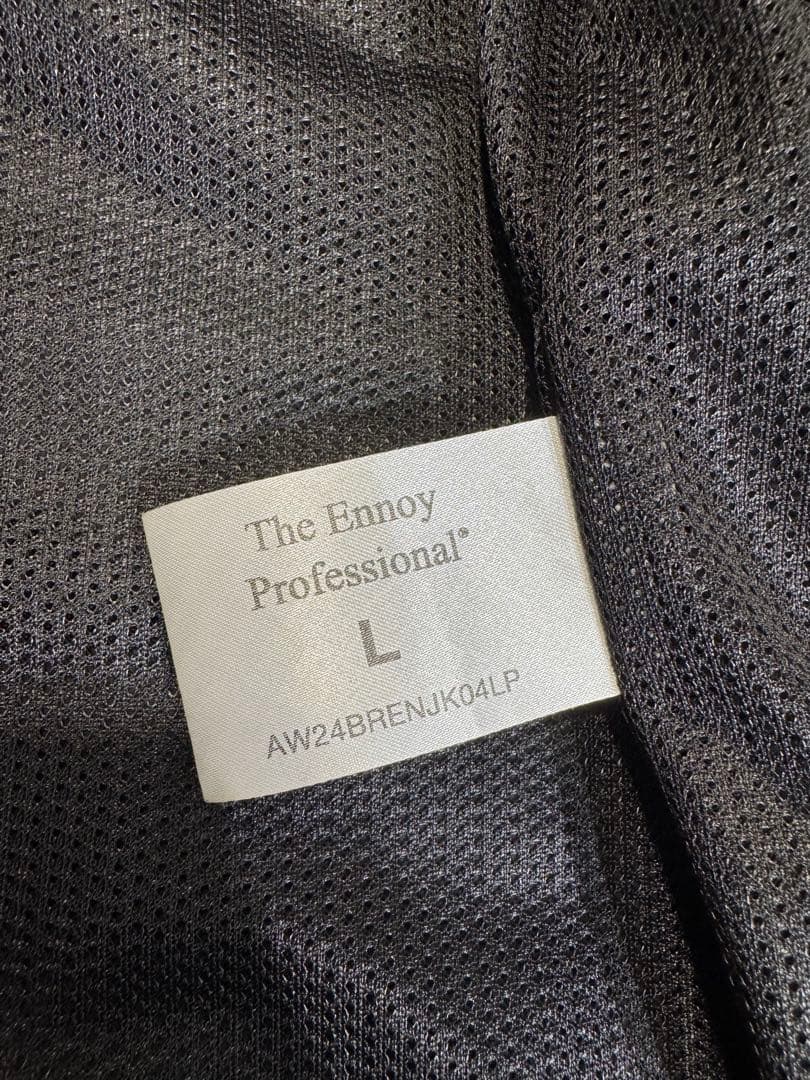 The Ennoy
Professional®
L
AW24BRENJK04LP